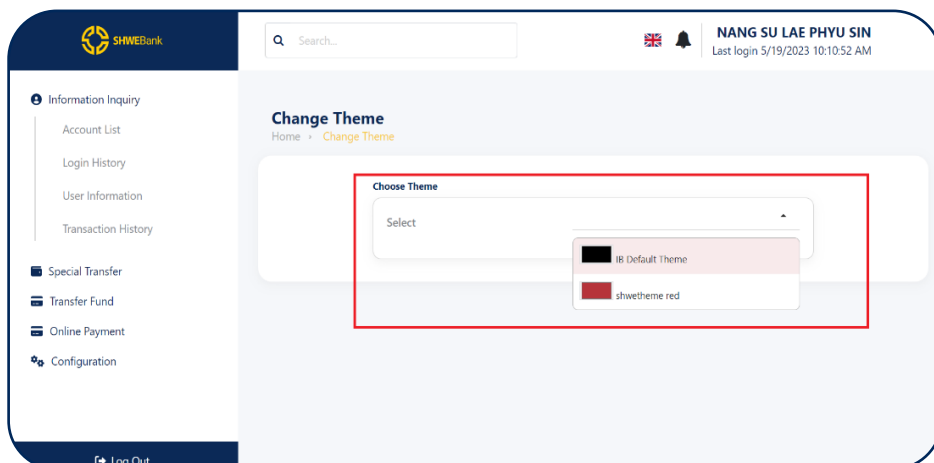 SHWEBank
Search...
NANG SU LAE PHYU SIN
Last login 5/19/2023 10:10:52 AM
Information Inquiry
Account List
Login History
User Information
Transaction History
Special Transfer
Transfer Fund
Online Payment
Configuration
Log Out
Change Theme
Home › Change Theme
Choose Theme
Select
IB Default Theme
shwetheme red